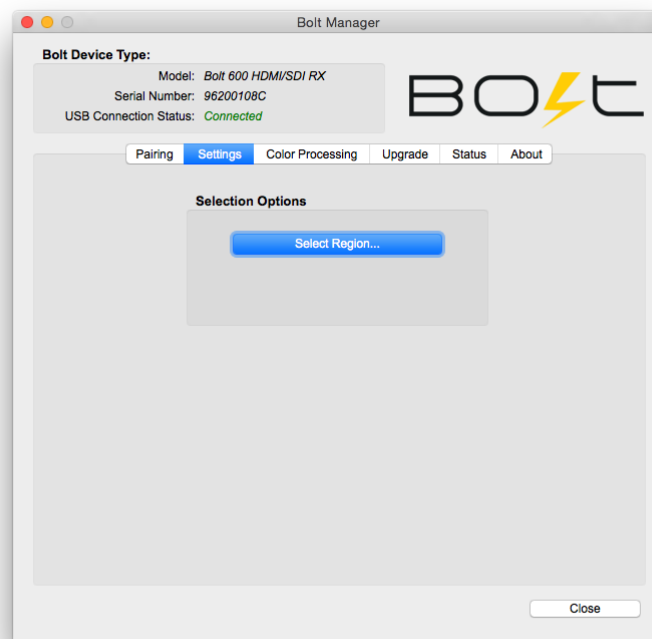 Bolt Manager
Bolt Device Type:
Model: Bolt 600 HDMI/SDI RX
Serial Number: 96200108C
USB Connection Status: Connected
BOLT
Pairing Settings Color Processing Upgrade Status About
Selection Options
Select Region...
Close